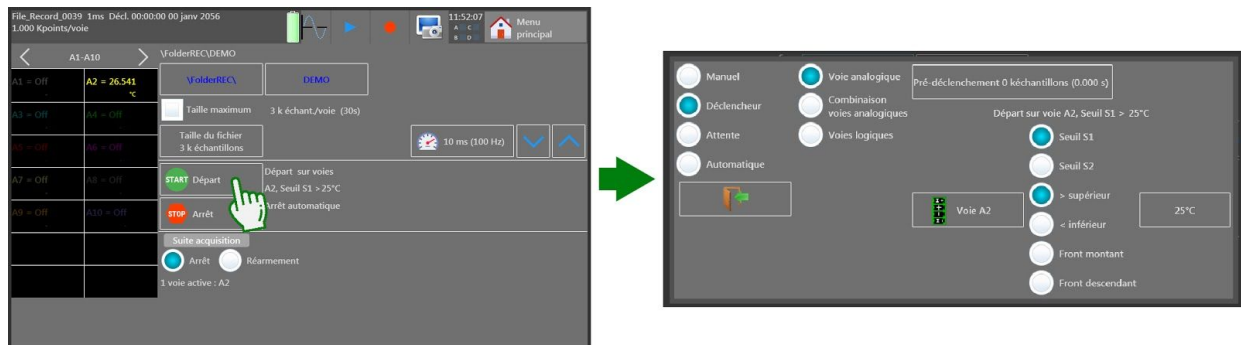 File_Record_0039 1ms Décl. 00:00:00 00 janv 2056
1.000 Kpoints/voie
11:52:07
A C
B D
Menu
principal
A1-A10
\FolderREC\DEMO
A1 = Off
A2 = 26.541
°C
\FolderREC\
DEMO
Taille maximum
3 k échant./voie (30s)
A3 = Off
A4 = Off
Taille du fichier
3 k échantillons
10 ms (100 Hz)
A5 = Off
A6 = Off
START Départ
Départ sur voies
A2, Seuil S1 > 25°C
A7 = Off
A8 = Off
STOP Arrêt
Arrêt automatique
A9 = Off
A10 = Off
Suite acquisition
Arrêt
Réarmement
1 voie active : A2
Manuel
Voie analogique
Pré-déclenchement 0 kéchantillons (0.000 s)
Déclencheur
Combinaison
voies analogiques
Départ sur voie A2, Seuil S1 > 25°C
Attente
Voies logiques
Seuil S1
Automatique
Seuil S2
> supérieur
Voie A2
25°C
< inférieur
Front montant
Front descendant